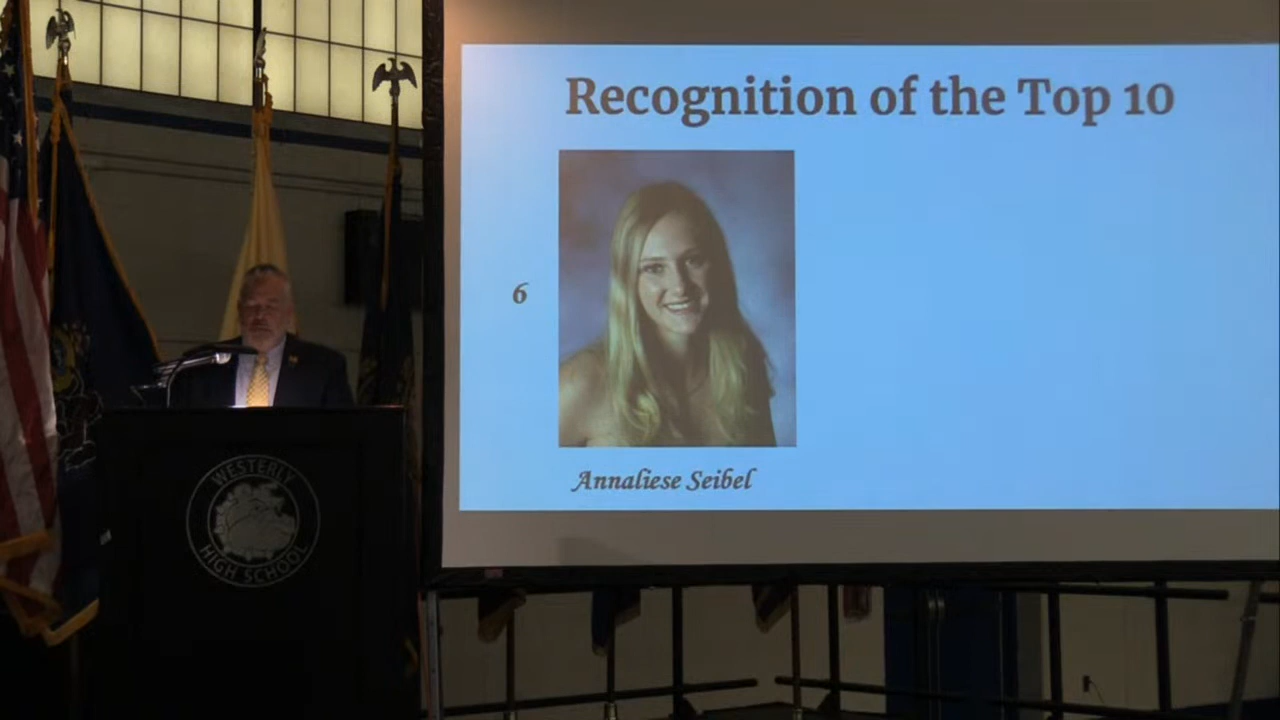 Recognition of the Top 10
6
Annaliese Seibel
WESTERLY
HIGH SCHOOL